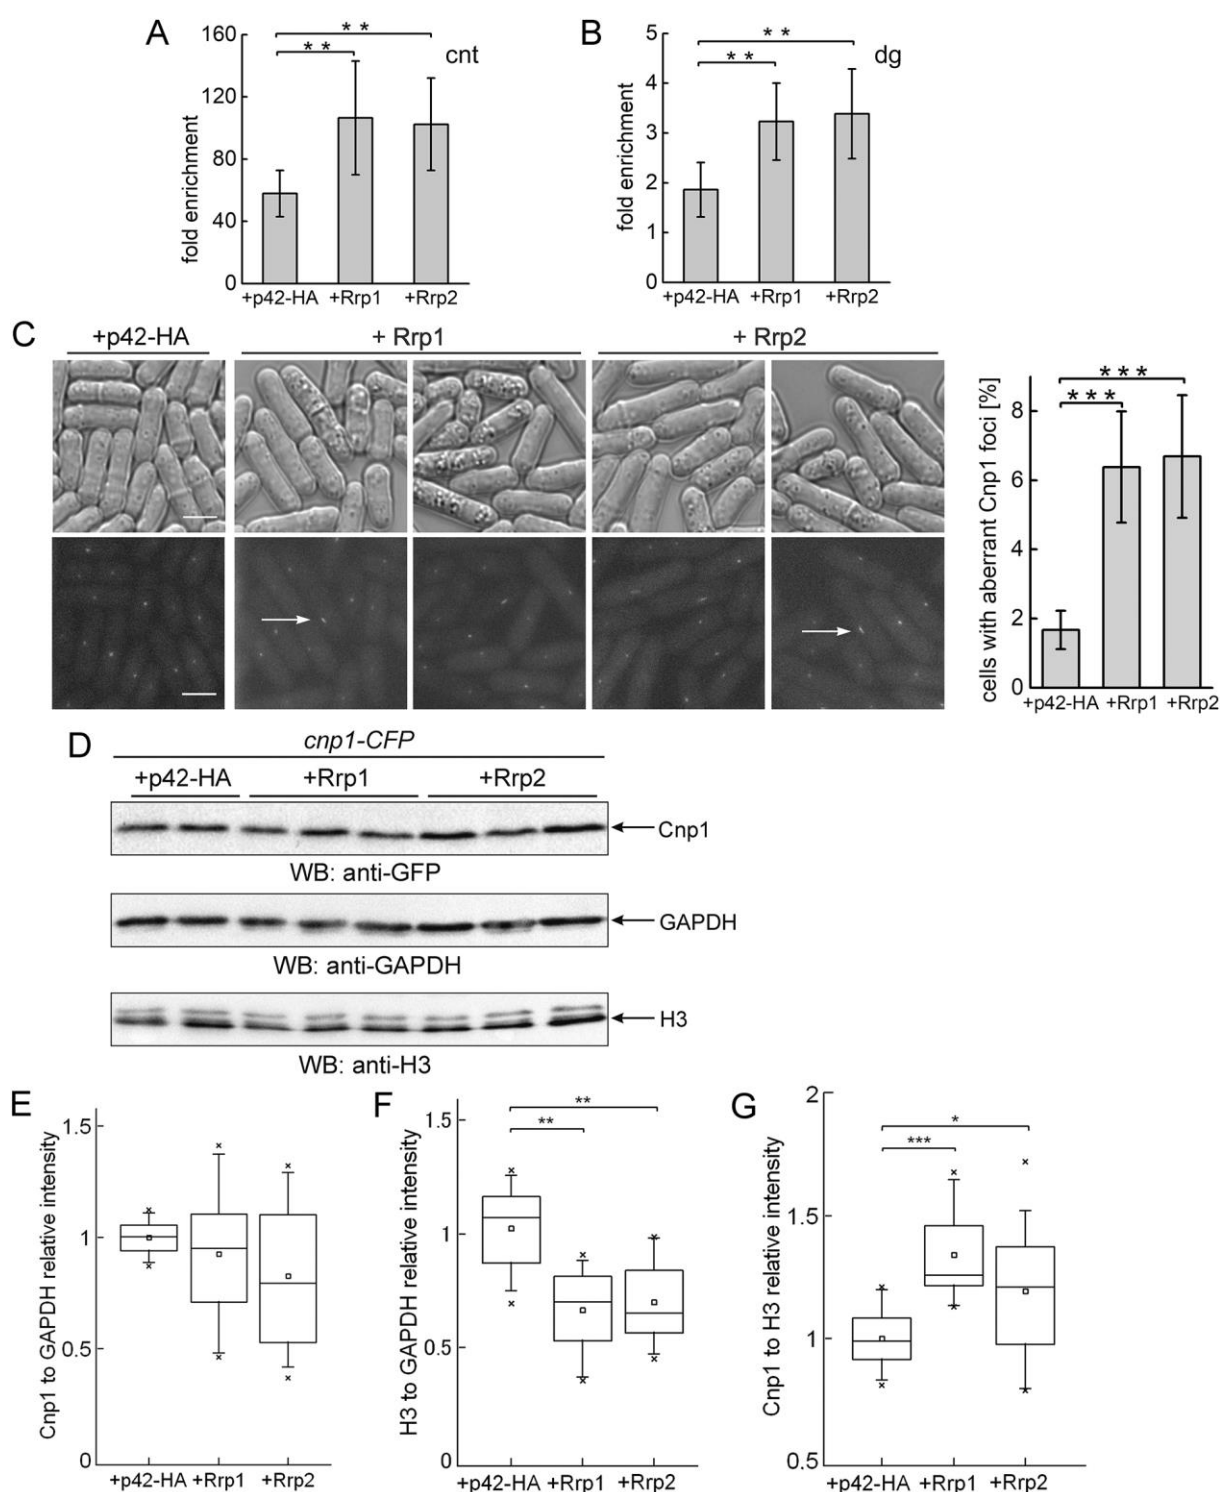 A
160
120
80
40
0
fold enrichment
* *
* *
cnt
+p42-HA +Rrp1 +Rrp2
B
5
4
3
2
1
0
fold enrichment
* *
* *
dg
+p42-HA +Rrp1 +Rrp2
C
+p42-HA + Rrp1 + Rrp2
cells with aberrant Cnp1 foci [%]
8
6
4
2
0
* * *
* * *
+p42-HA +Rrp1 +Rrp2
D
cnp1-CFP
+p42-HA +Rrp1 +Rrp2
Cnp1
WB: anti-GFP
GAPDH
WB: anti-GAPDH
H3
WB: anti-H3
E
Cnp1 to GAPDH relative intensity
1.5
1
0.5
0
+p42-HA +Rrp1 +Rrp2
F
H3 to GAPDH relative intensity
1.5
1
0.5
0
**
**
+p42-HA +Rrp1 +Rrp2
G
Cnp1 to H3 relative intensity
2
1.5
1
0.5
*
***
+p42-HA +Rrp1 +Rrp2